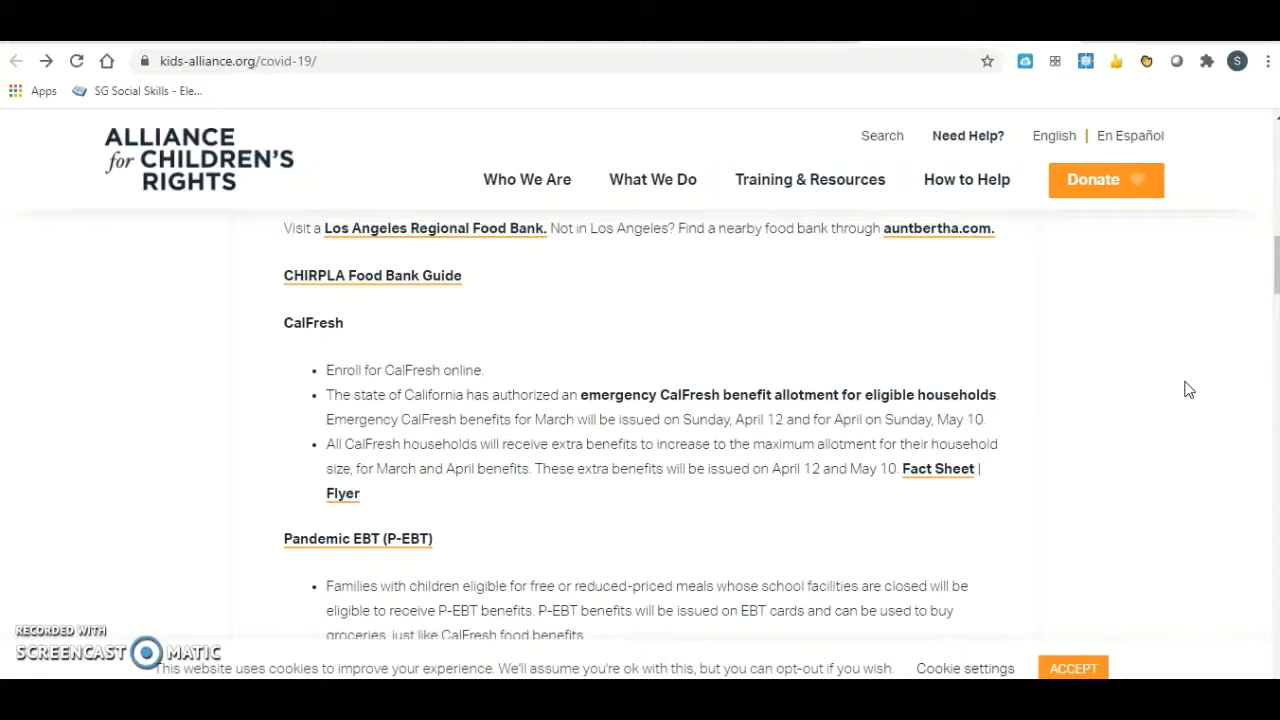 kids-alliance.org/covid-19/
S
Apps SG Social Skills - Ele...
ALLIANCE
for CHILDREN'S
RIGHTS
Search Need Help? English | En Español
Who We Are What We Do Training & Resources How to Help Donate
Visit a Los Angeles Regional Food Bank. Not in Los Angeles? Find a nearby food bank through auntbertha.com.
CHIRPLA Food Bank Guide
CalFresh
• Enroll for CalFresh online.
• The state of California has authorized an emergency CalFresh benefit allotment for eligible households.
Emergency CalFresh benefits for March will be issued on Sunday, April 12 and for April on Sunday, May 10.
• All CalFresh households will receive extra benefits to increase to the maximum allotment for their household
size, for March and April benefits. These extra benefits will be issued on April 12 and May 10. Fact Sheet |
Flyer
Pandemic EBT (P-EBT)
• Families with children eligible for free or reduced-priced meals whose school facilities are closed will be
eligible to receive P-EBT benefits. P-EBT benefits will be issued on EBT cards and can be used to buy
groceries, just like CalFresh food benefits.
RECORDED WITH
SCREENCAST MATIC
This website uses cookies to improve your experience. We'll assume you're ok with this, but you can opt-out if you wish. Cookie settings ACCEPT